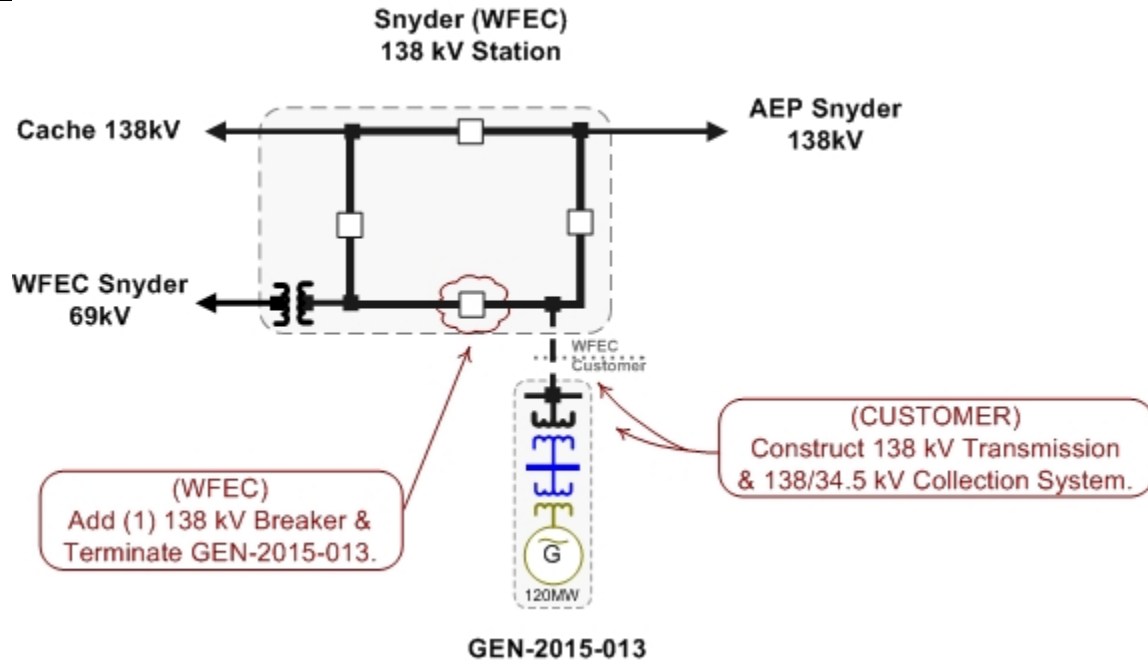 Snyder (WFEC)
138 kV Station
Cache 138kV
AEP Snyder
138kV
WFEC Snyder
69kV
WFEC
Customer
(CUSTOMER)
Construct 138 kV Transmission
& 138/34.5 kV Collection System.
(WFEC)
Add (1) 138 kV Breaker &
Terminate GEN-2015-013.
G
120MW
GEN-2015-013